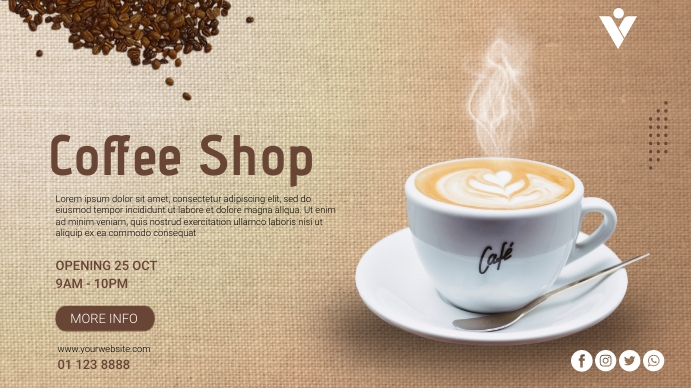 Coffee Shop
Lorem ipsum dolor sit amet, consectetur adipiscing elit, sed do
eiusmod tempor incididunt ut labore et dolore magna aliqua. Ut enim
ad minim veniam, quis nostrud exercitation ullamco laboris nisi ut
aliquip ex ea commodo consequat
OPENING 25 OCT
9AM - 10PM
MORE INFO
www.yourwebsite.com
01 123 8888
Café